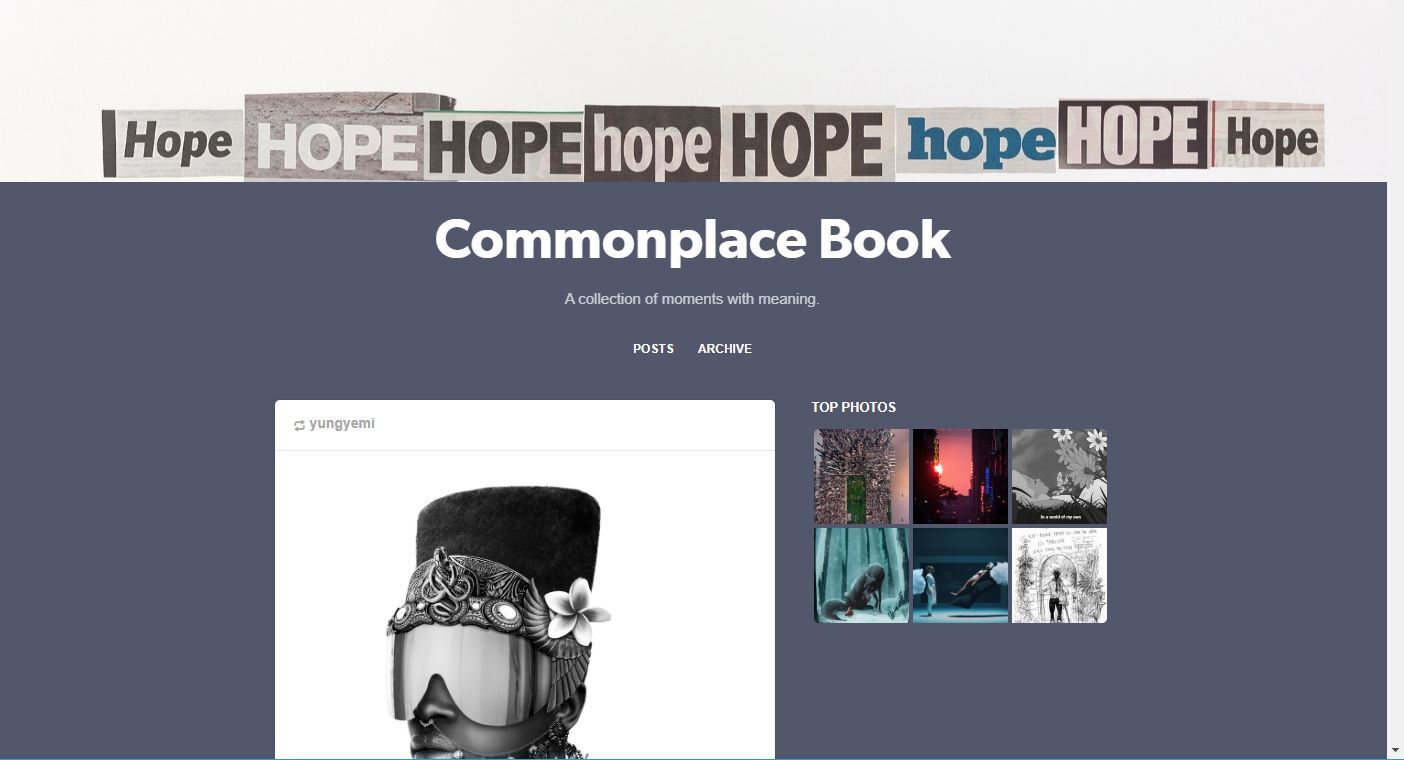 Hope HOPE HOPE hope HOPE hope HOPE Hope
Commonplace Book
A collection of moments with meaning.
POSTS ARCHIVE
yungyemi
TOP PHOTOS
In a world of my own